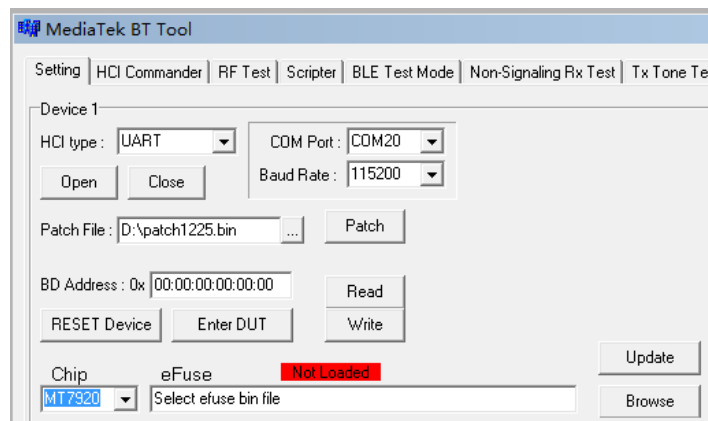 MediaTek BT Tool
Setting HCI Commander RF Test Scripter BLE Test Mode Non-Signaling Rx Test Tx Tone Te
Device 1
HCI type : UART COM Port : COM20
Open Close Baud Rate : 115200
Patch File : D:\patch1225.bin ... Patch
BD Address : 0x 00:00:00:00:00:00 Read
RESET Device Enter DUT Write
Chip eFuse Not Loaded Update
MT7920 Select efuse bin file Browse